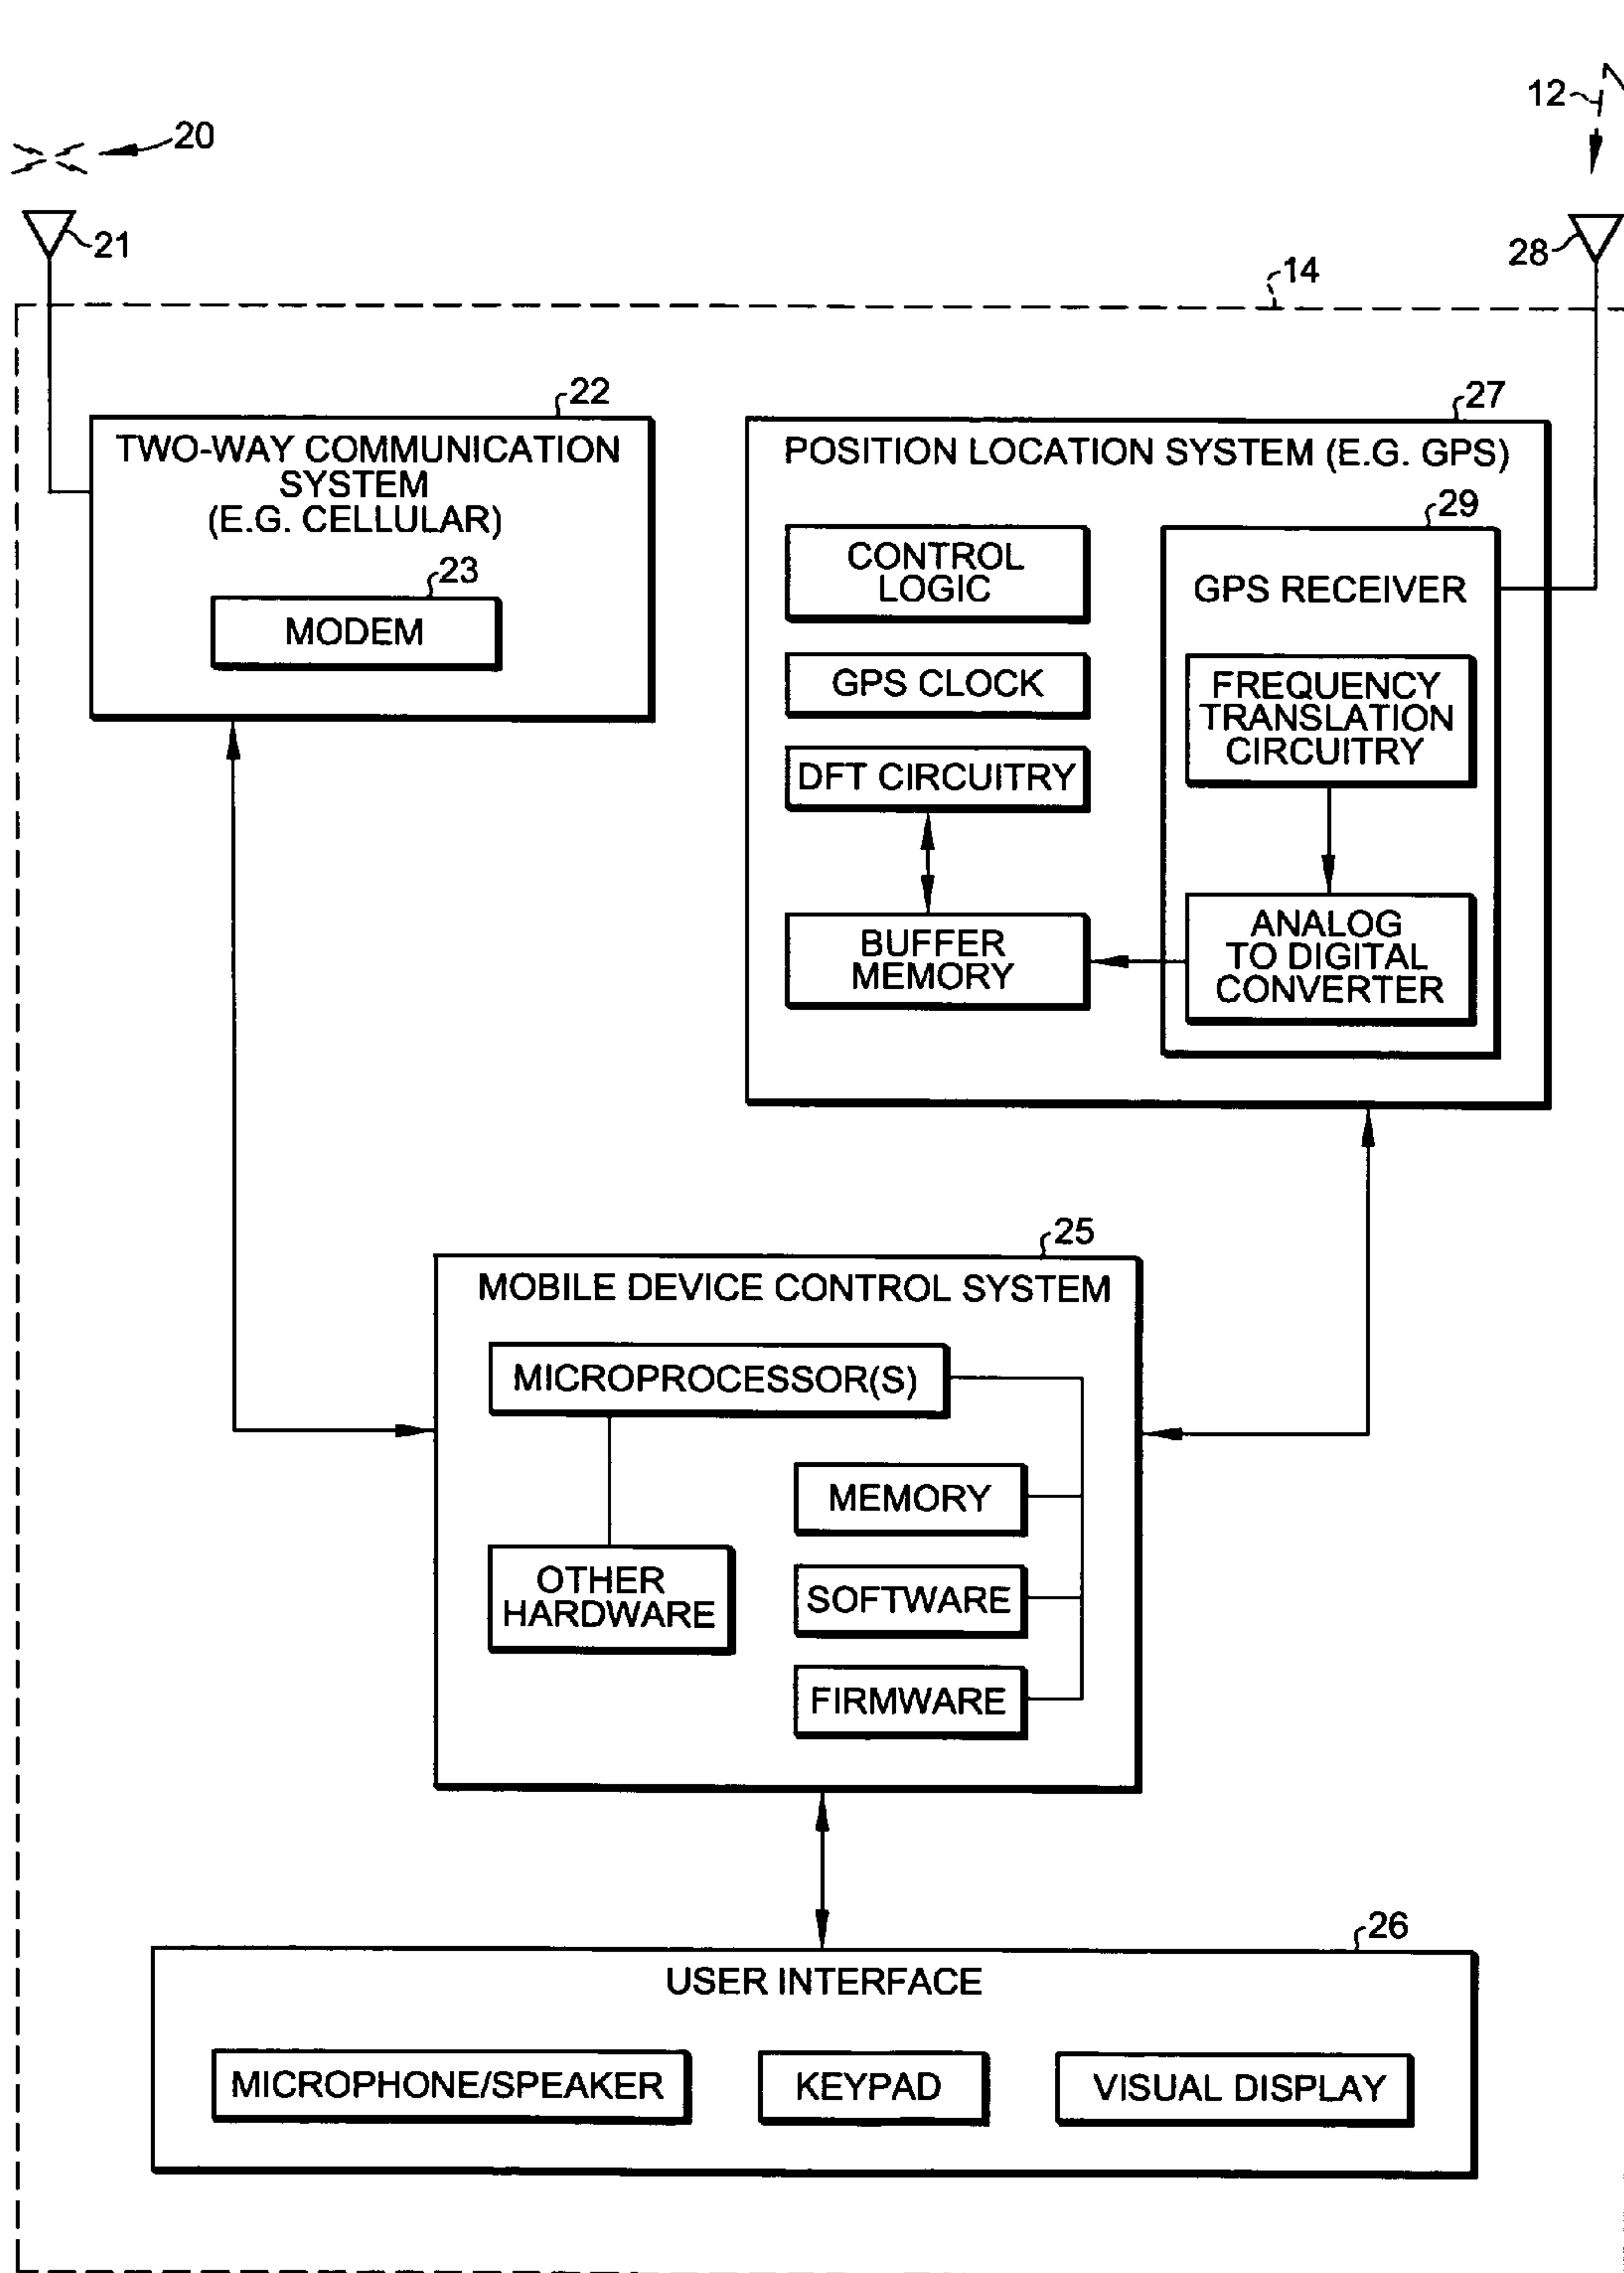 12
20
21
28
14
22
TWO-WAY COMMUNICATION
SYSTEM
(E.G. CELLULAR)
23
MODEM
27
POSITION LOCATION SYSTEM (E.G. GPS)
CONTROL
LOGIC
GPS CLOCK
DFT CIRCUITRY
BUFFER
MEMORY
29
GPS RECEIVER
FREQUENCY
TRANSLATION
CIRCUITRY
ANALOG
TO DIGITAL
CONVERTER
25
MOBILE DEVICE CONTROL SYSTEM
MICROPROCESSOR(S)
MEMORY
OTHER
HARDWARE
SOFTWARE
FIRMWARE
26
USER INTERFACE
MICROPHONE/SPEAKER
KEYPAD
VISUAL DISPLAY